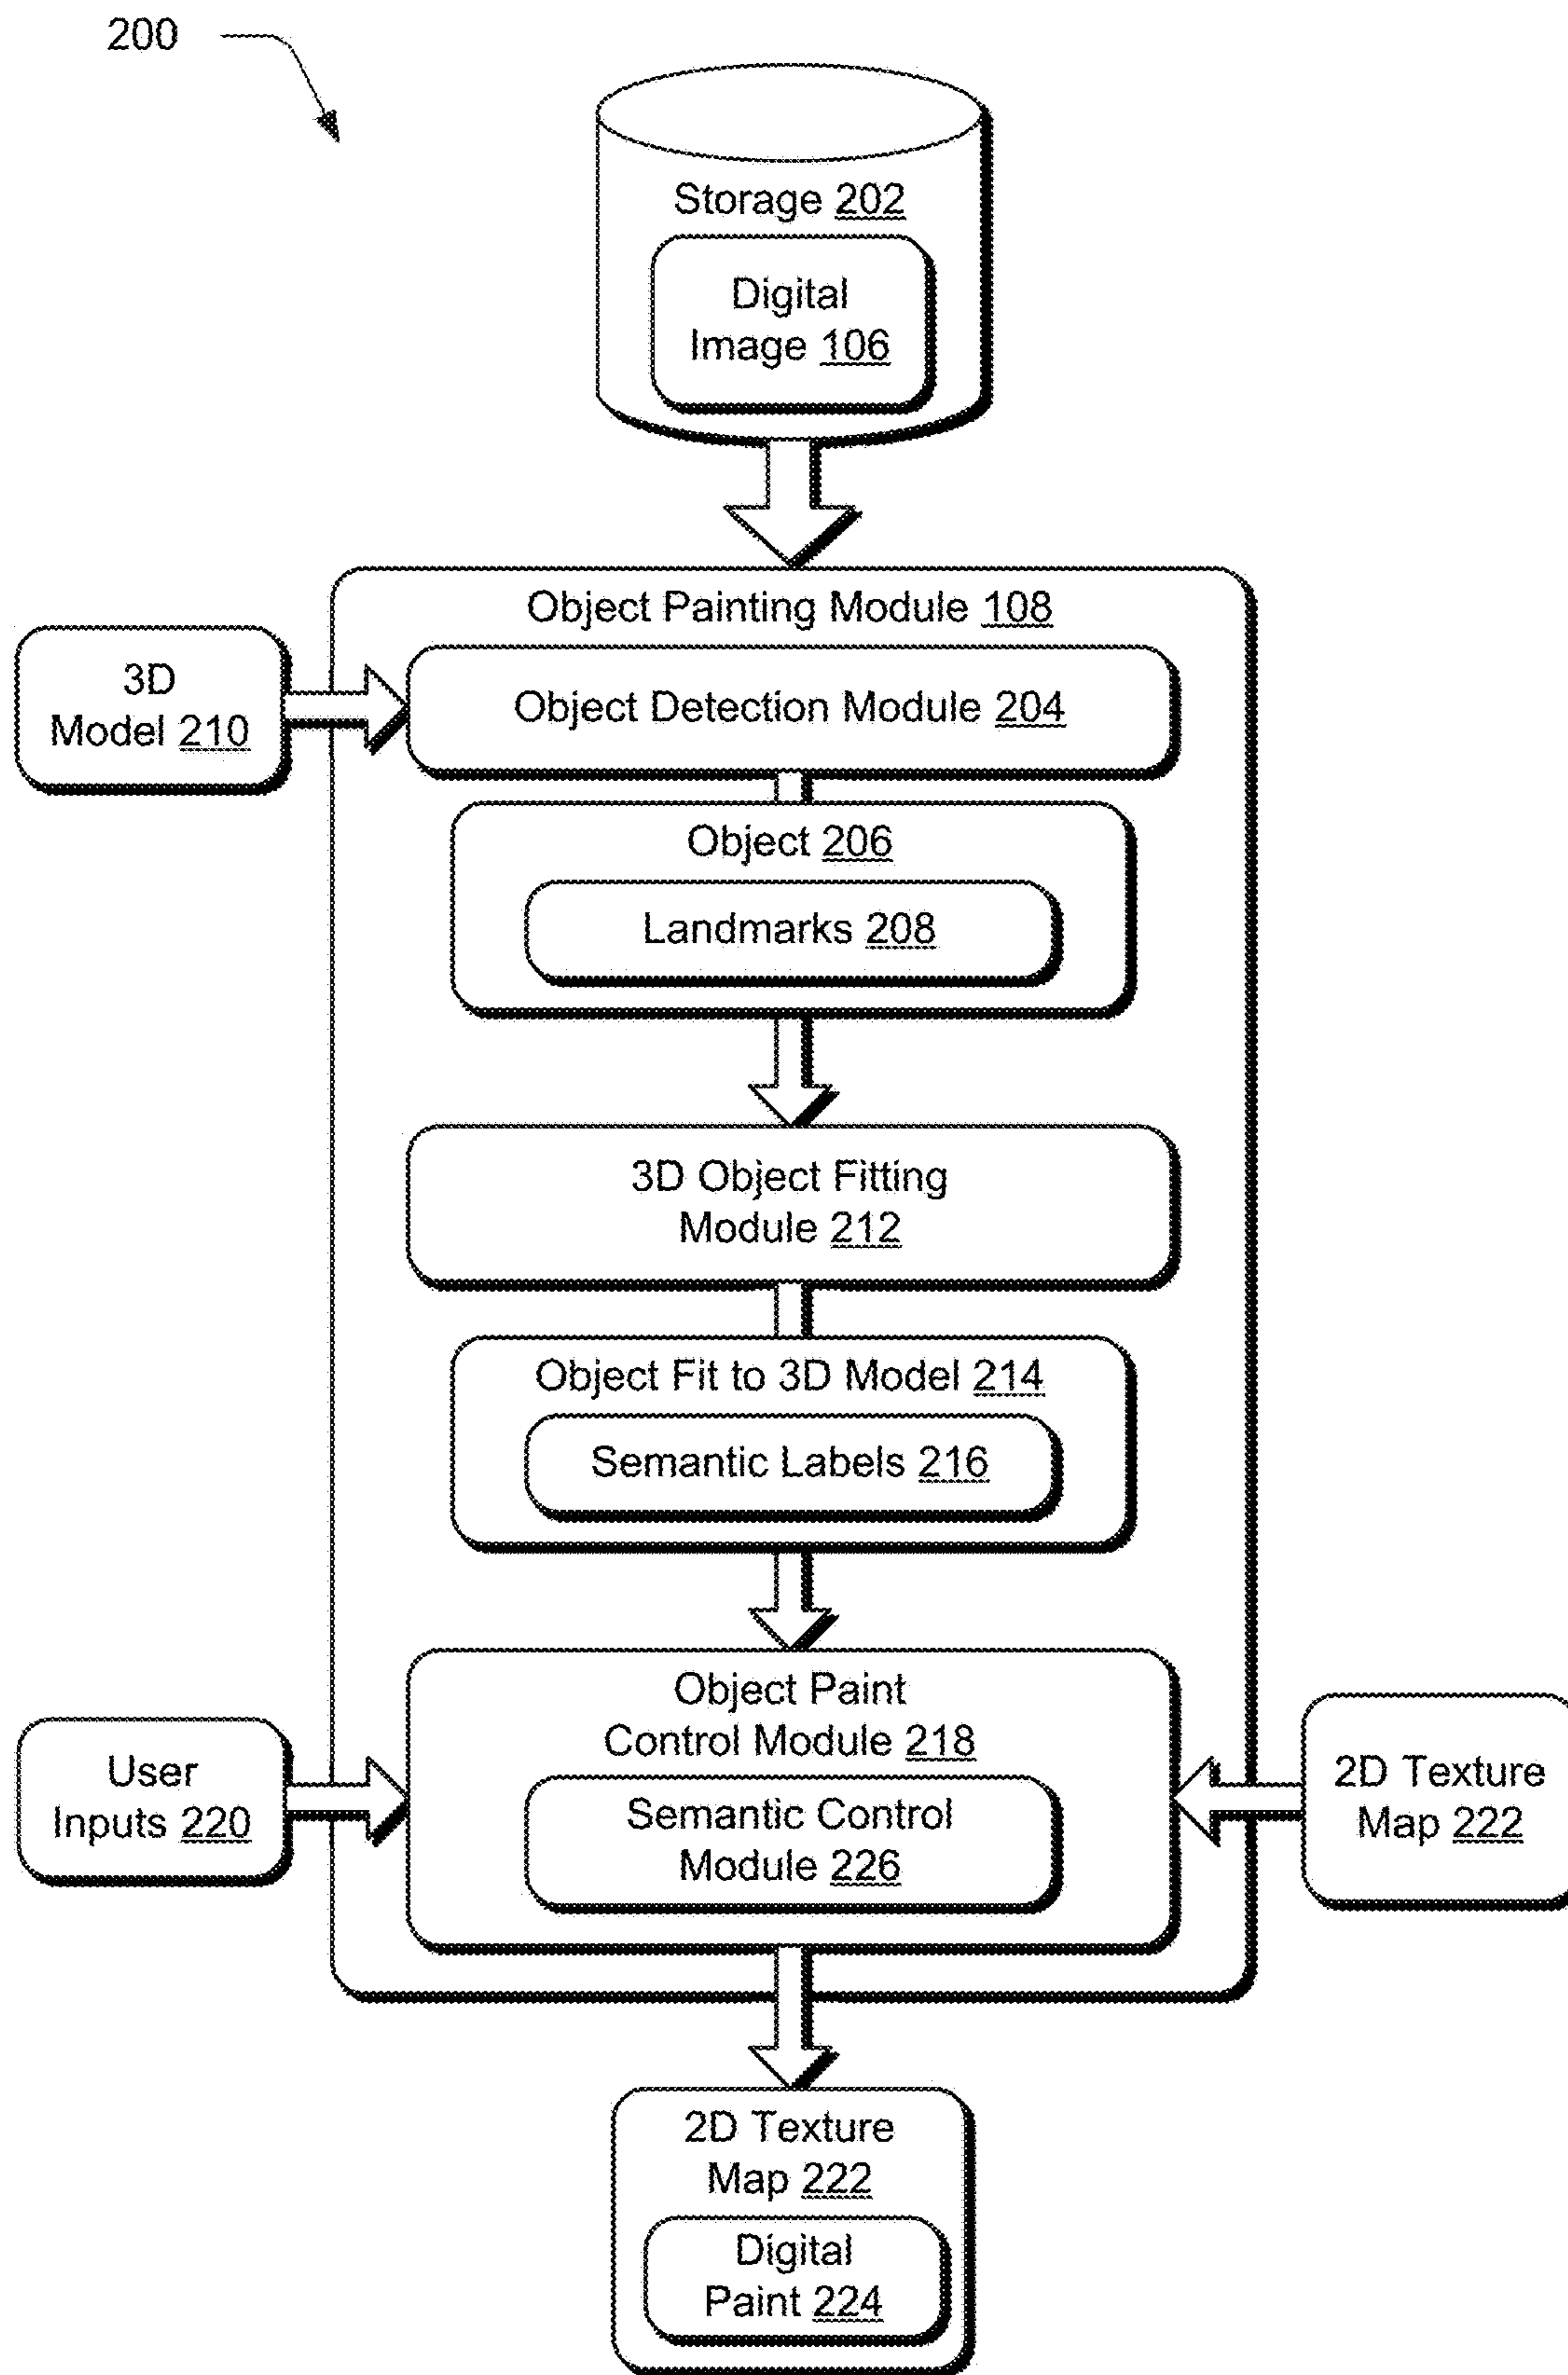 200
Storage 202
Digital
Image 106
Object Painting Module 108
3D
Model 210
Object Detection Module 204
Object 206
Landmarks 208
3D Object Fitting
Module 212
Object Fit to 3D Model 214
Semantic Labels 216
Object Paint
Control Module 218
User
Inputs 220
Semantic Control
Module 226
2D Texture
Map 222
2D Texture
Map 222
Digital
Paint 224